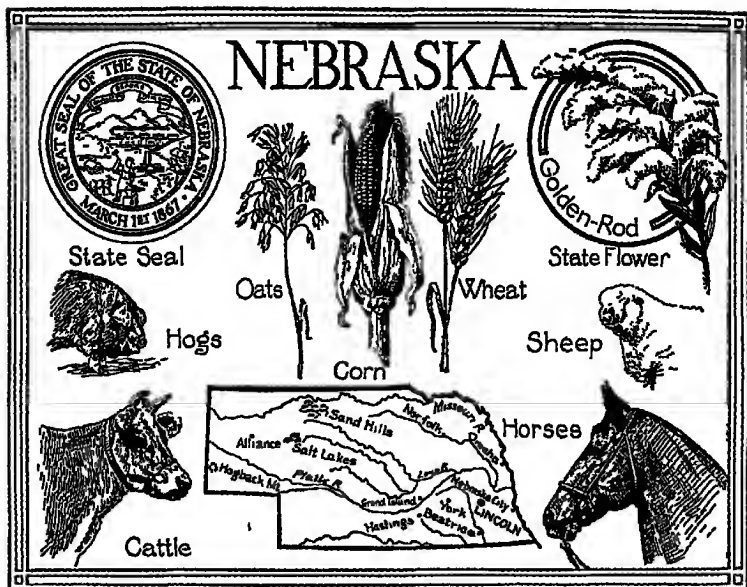 NEBRASKA
GREAT SEAL OF THE STATE OF NEBRASKA
MARCH 1ST 1867
State Seal
Golden-Rod
State Flower
Oats
Corn
Wheat
Hogs
Sheep
Cattle
Horses
Missouri R.
Norfolk
Omaha
Sand Hills
Alliance
Salt Lakes
Hogback Mt.
Platte R.
Loup R.
Grand Island
Nebraska City
York
LINCOLN
Hastings
Beatrice